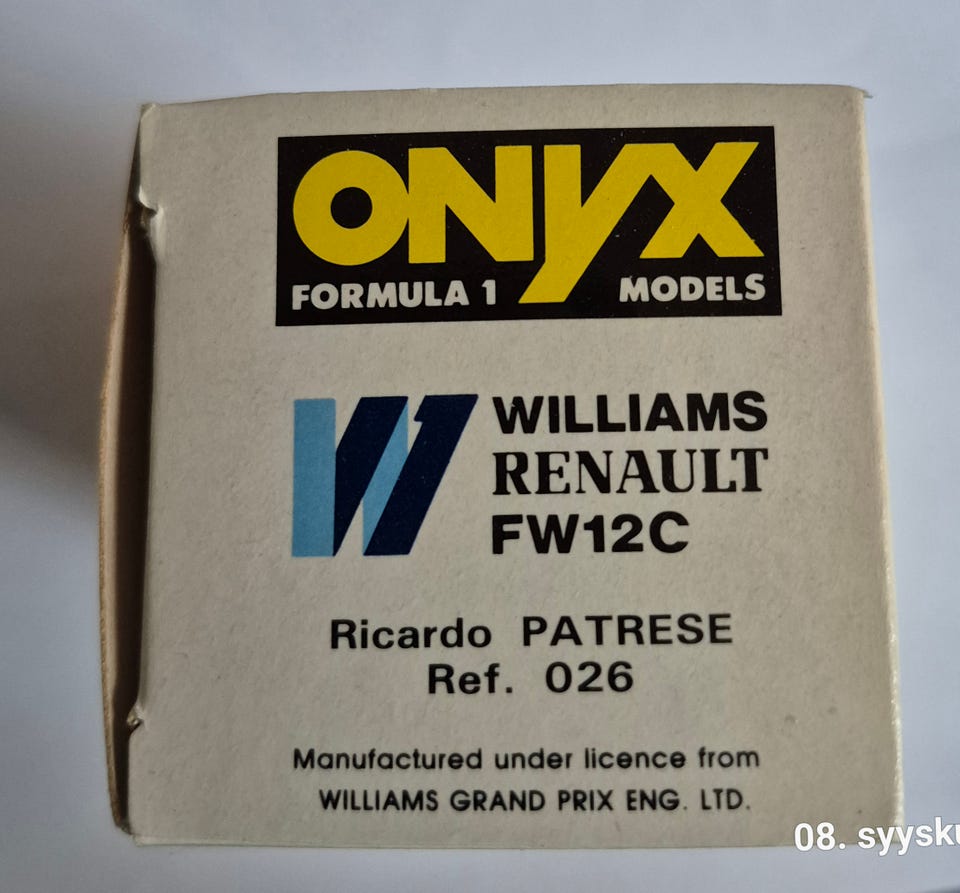 ONYX
FORMULA 1 MODELS
WILLIAMS
RENAULT
FW12C
Ricardo PATRESE
Ref. 026
Manufactured under licence from
WILLIAMS GRAND PRIX ENG. LTD.
08. syysku